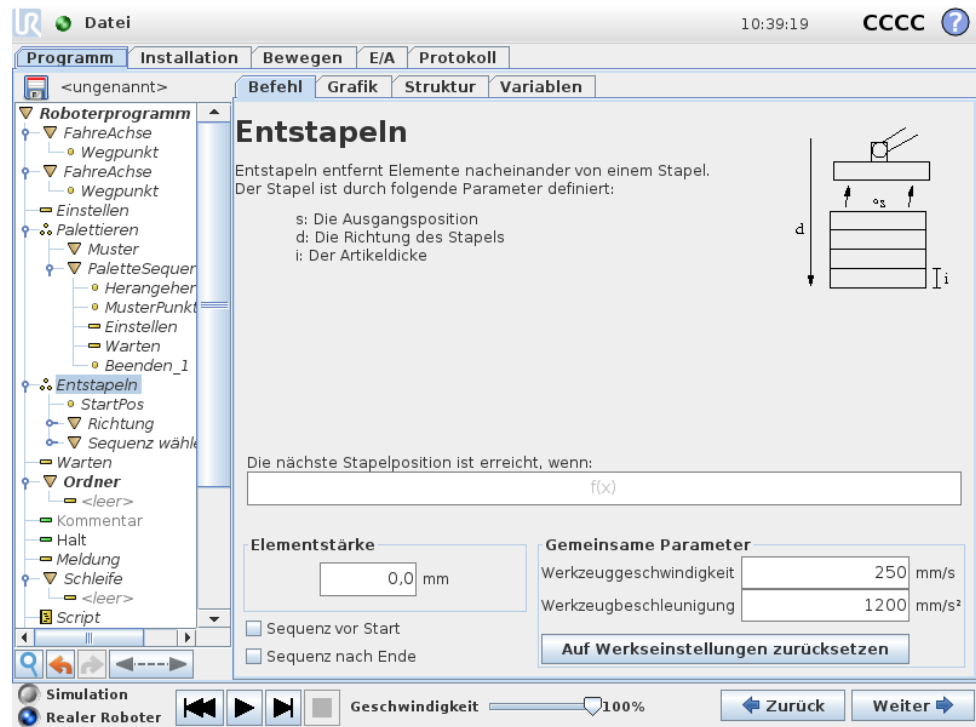 UR Datei 10:39:19 CCCC ?
Programm Installation Bewegen E/A Protokoll
<ungenannt>
Roboterprogramm
FahreAchse
Wegpunkt
FahreAchse
Wegpunkt
Einstellen
Palettieren
Muster
PaletteSequer
Herangeher
MusterPunkt
Einstellen
Warten
Beenden_1
Entstapeln
StartPos
Richtung
Sequenz wähle
Warten
Ordner
<leer>
Kommentar
Halt
Meldung
Schleife
<leer>
Script
Befehl Grafik Struktur Variablen
Entstapeln
Entstapeln entfernt Elemente nacheinander von einem Stapel.
Der Stapel ist durch folgende Parameter definiert:
s: Die Ausgangsposition
d: Die Richtung des Stapels
i: Der Artikeldicke
s
d
i
Die nächste Stapelposition ist erreicht, wenn:
f(x)
Elementstärke
0,0 mm
Sequenz vor Start
Sequenz nach Ende
Gemeinsame Parameter
Werkzeuggeschwindigkeit 250 mm/s
Werkzeugbeschleunigung 1200 mm/s²
Auf Werkseinstellungen zurücksetzen
Simulation
Realer Roboter
Geschwindigkeit 100%
Zurück Weiter